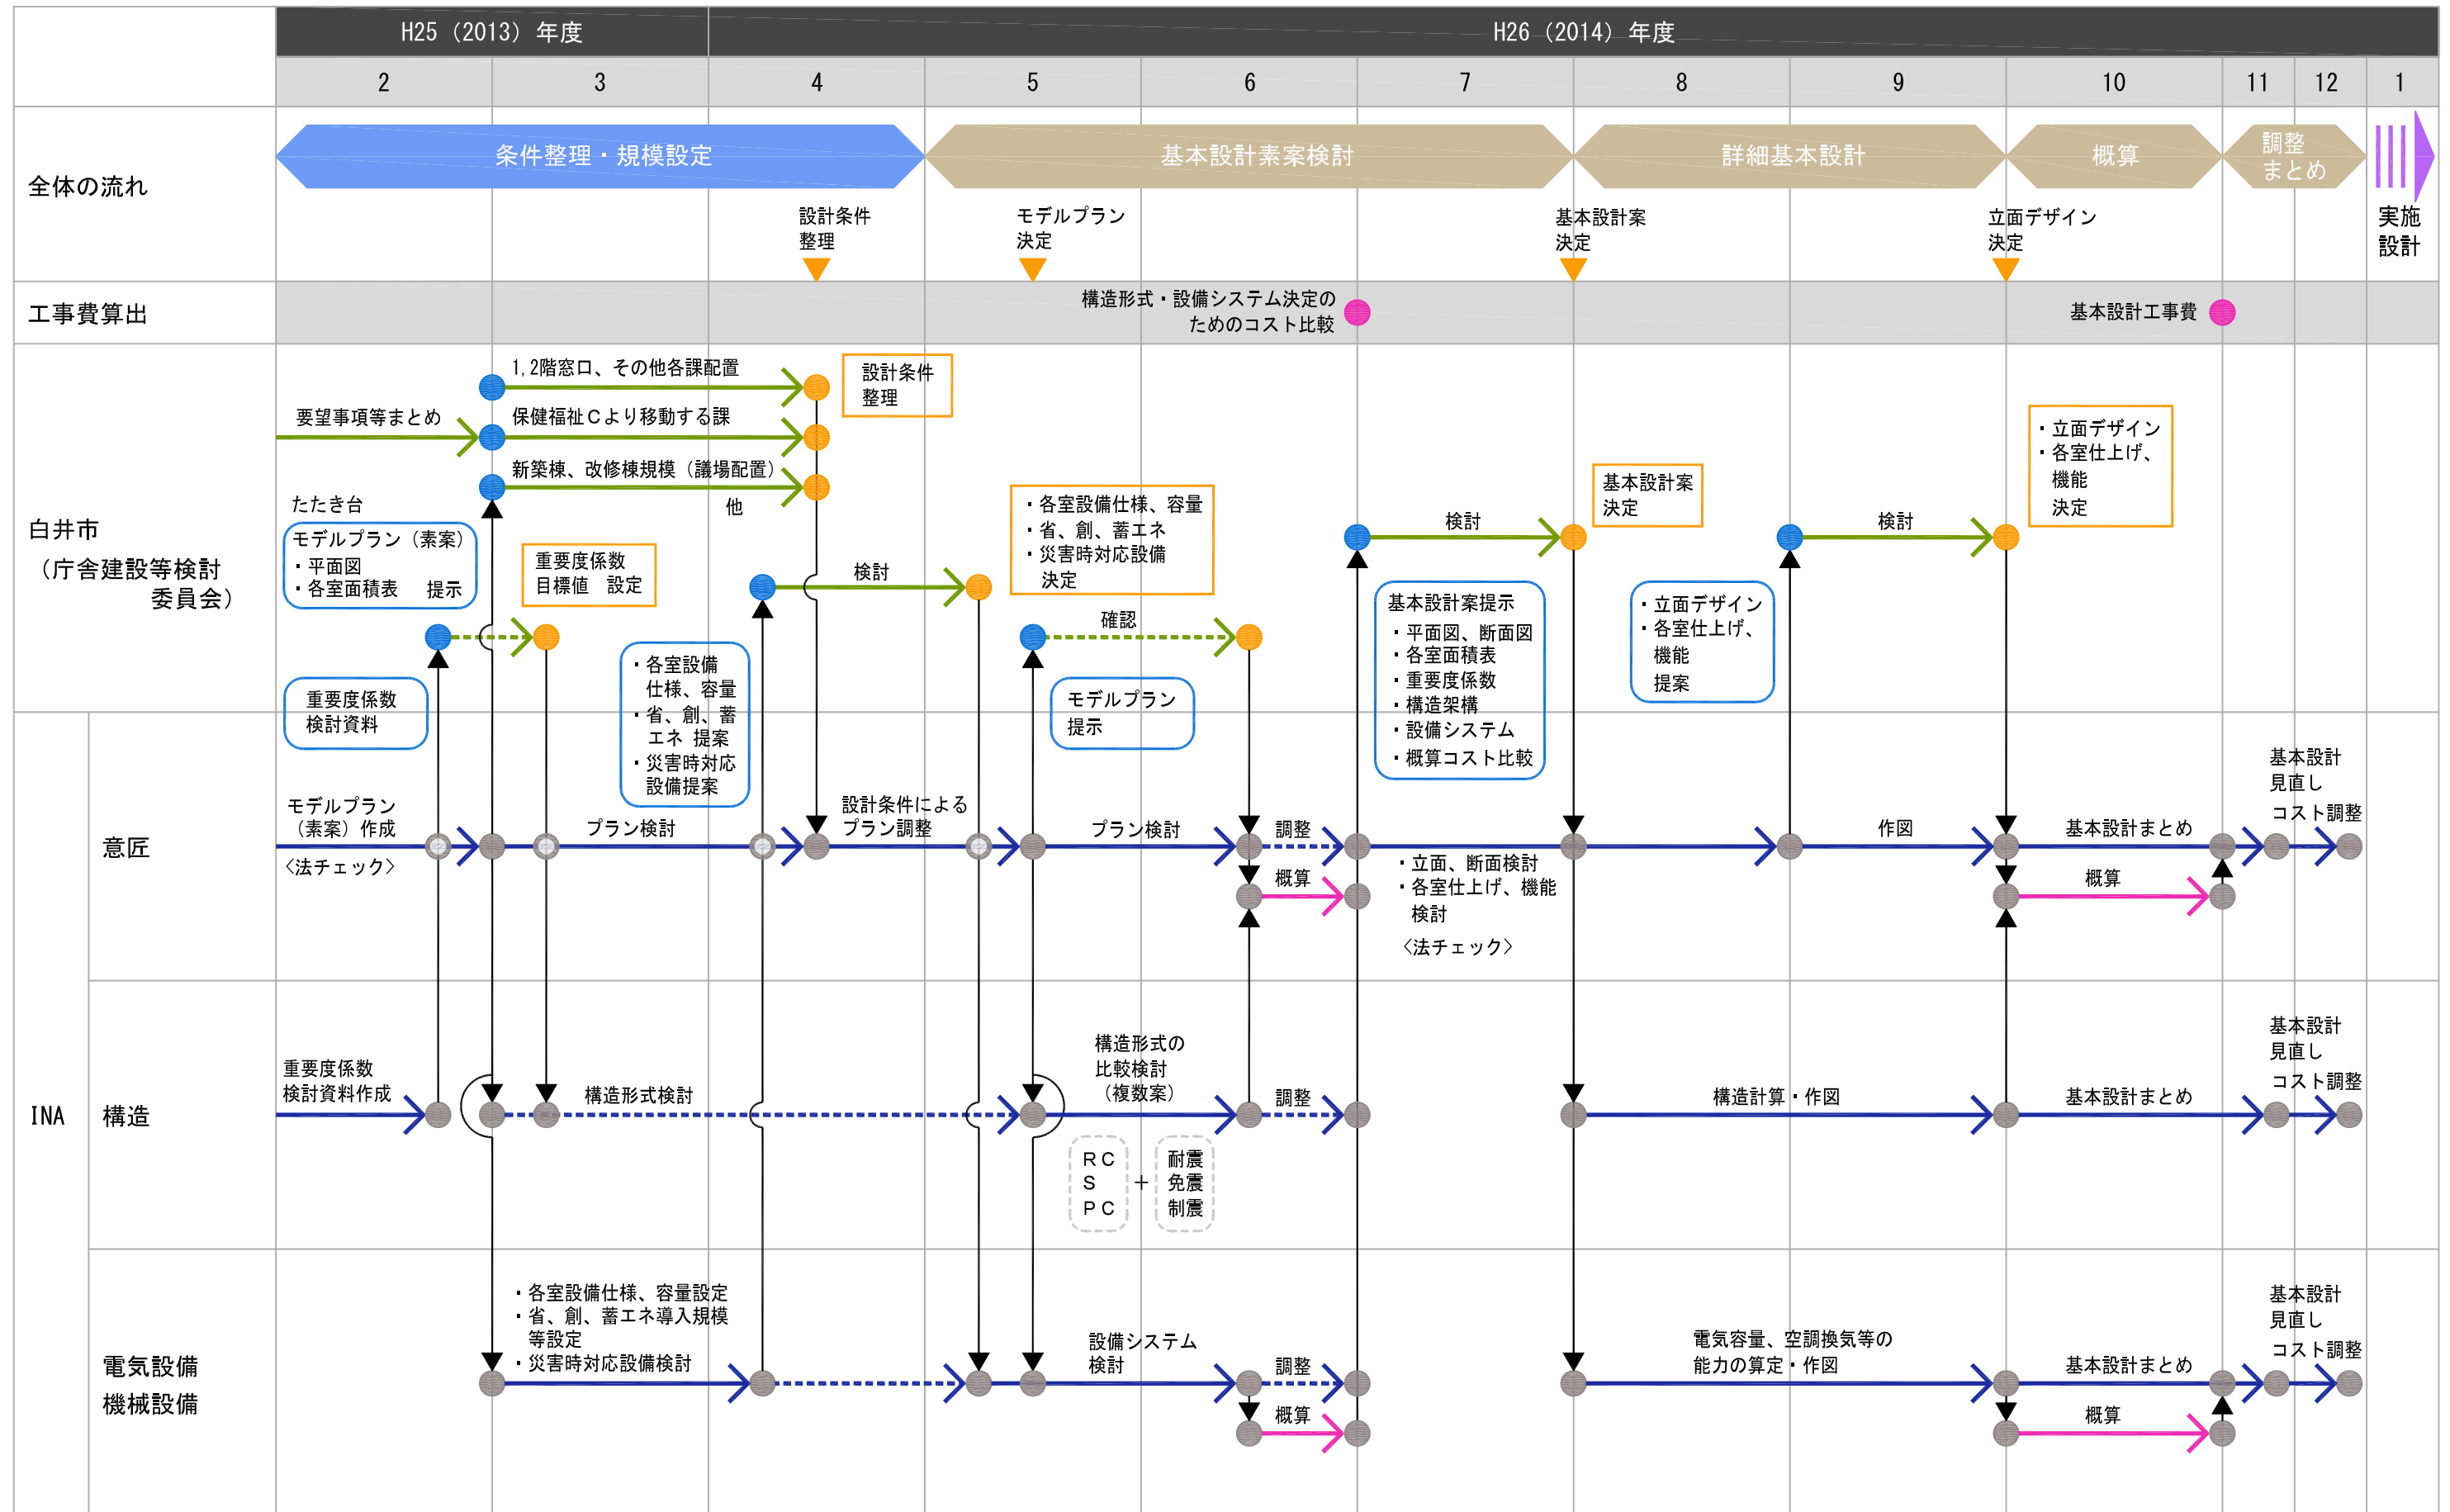 H25（2013）年度
H26（2014）年度
2
3
4
5
6
7
8
9
10
11
12
1
全体の流れ
条件整理・規模設定
基本設計素案検討
詳細基本設計
概算
調整
まとめ
実施
設計
設計条件
整理
モデルプラン
決定
基本設計案
決定
立面デザイン
決定
工事費算出
構造形式・設備システム決定の
ためのコスト比較
基本設計工事費
白井市
（庁舎建設等検討
委員会）
要望事項等まとめ
1,2階窓口、その他各課配置
保健福祉Ｃより移動する課
新築棟、改修棟規模（議場配置）
他
設計条件
整理
たたき台
モデルプラン（素案）
・平面図
・各室面積表　提示
重要度係数
目標値　設定
重要度係数
検討資料
検討
・各室設備
仕様、容量
・省、創、蓄
エネ 提案
・災害時対応
設備提案
・各室設備仕様、容量
・省、創、蓄エネ
・災害時対応設備
決定
確認
モデルプラン
提示
検討
基本設計案
決定
基本設計案提示
・平面図、断面図
・各室面積表
・重要度係数
・構造架構
・設備システム
・概算コスト比較
検討
・立面デザイン
・各室仕上げ、
機能
決定
・立面デザイン
・各室仕上げ、
機能
提案
INA
意匠
モデルプラン
（素案）作成
〈法チェック〉
プラン検討
設計条件による
プラン調整
プラン検討
調整
概算
・立面、断面検討
・各室仕上げ、機能
検討
〈法チェック〉
作図
基本設計まとめ
概算
基本設計
見直し
コスト調整
構造
重要度係数
検討資料作成
構造形式検討
構造形式の
比較検討
（複数案）
調整
ＲＣ
Ｓ
ＰＣ
＋
耐震
免震
制震
構造計算・作図
基本設計まとめ
基本設計
見直し
コスト調整
電気設備
機械設備
・各室設備仕様、容量設定
・省、創、蓄エネ導入規模
等設定
・災害時対応設備検討
設備システム
検討
調整
概算
電気容量、空調換気等の
能力の算定・作図
基本設計まとめ
概算
基本設計
見直し
コスト調整